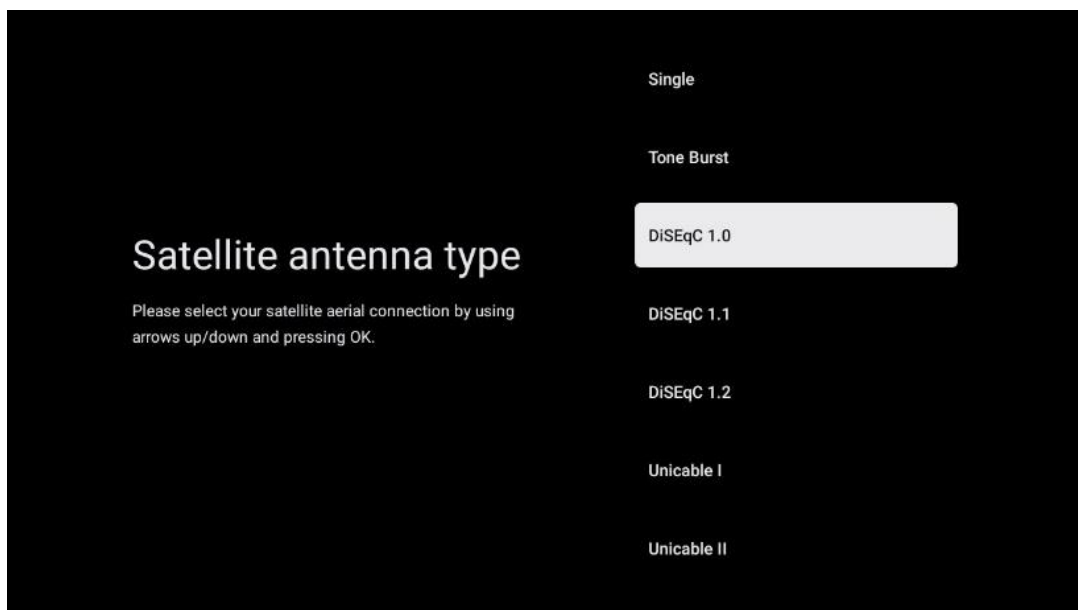 Satellite antenna type
Please select your satellite aerial connection by using
arrows up/down and pressing OK.
Single
Tone Burst
DiSEqC 1.0
DiSEqC 1.1
DiSEqC 1.2
Unicable I
Unicable II